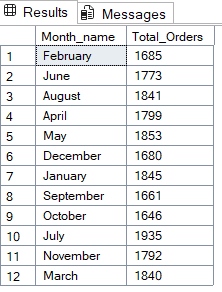 Results Messages
Month_name Total_Orders
1 February 1685
2 June 1773
3 August 1841
4 April 1799
5 May 1853
6 December 1680
7 January 1845
8 September 1661
9 October 1646
10 July 1935
11 November 1792
12 March 1840